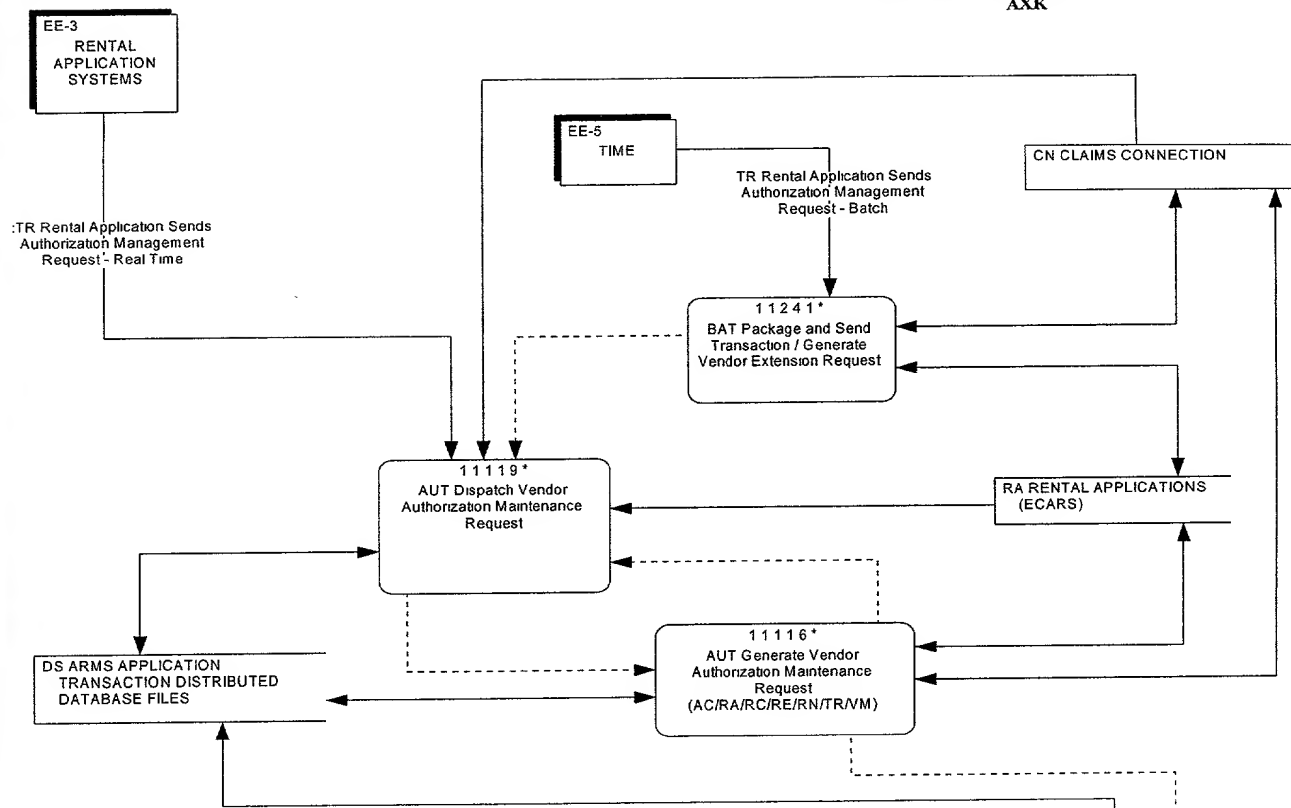 AXK
EE-3
RENTAL
APPLICATION
SYSTEMS
EE-5
TIME
CN CLAIMS CONNECTION
TR Rental Application Sends
Authorization Management
Request - Batch
:TR Rental Application Sends
Authorization Management
Request - Real Time
11241*
BAT Package and Send
Transaction / Generate
Vendor Extension Request
11119*
AUT Dispatch Vendor
Authorization Maintenance
Request
RA RENTAL APPLICATIONS
(ECARS)
11116*
AUT Generate Vendor
Authorization Maintenance
Request
(AC/RA/RC/RE/RN/TR/VM)
DS ARMS APPLICATION
TRANSACTION DISTRIBUTED
DATABASE FILES